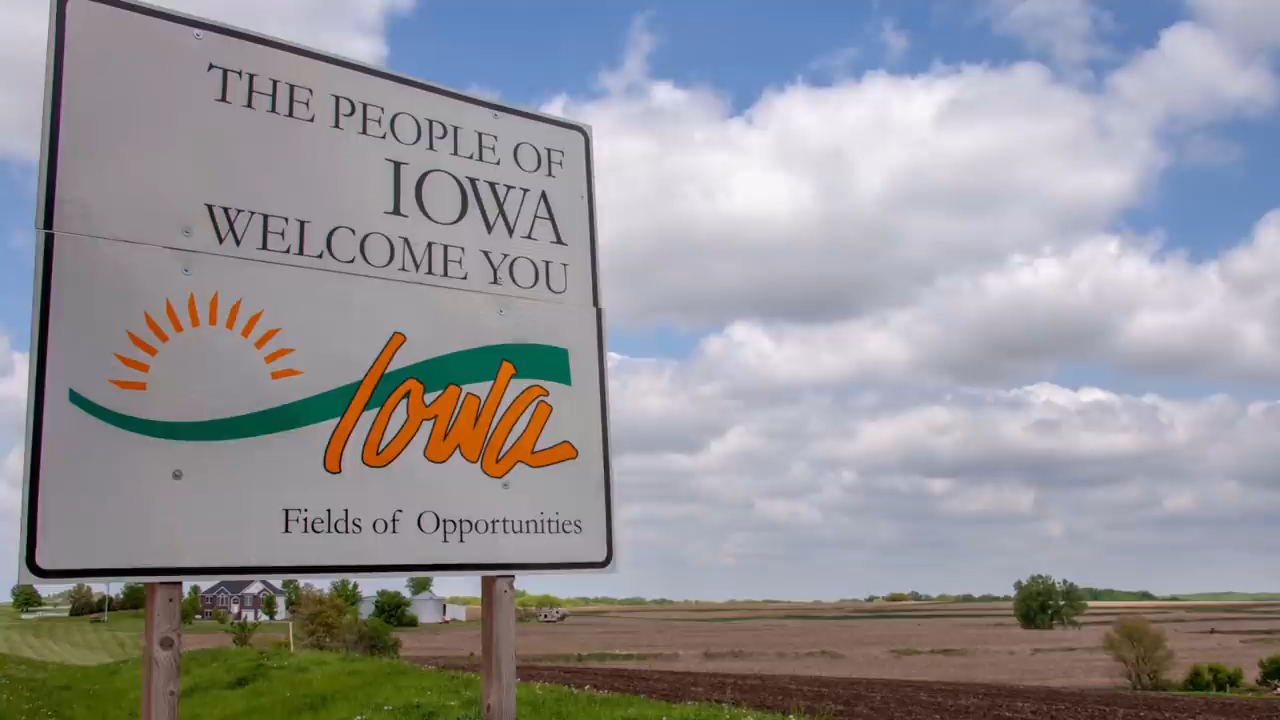 THE PEOPLE OF
IOWA
WELCOME YOU
Iowa
Fields of Opportunities